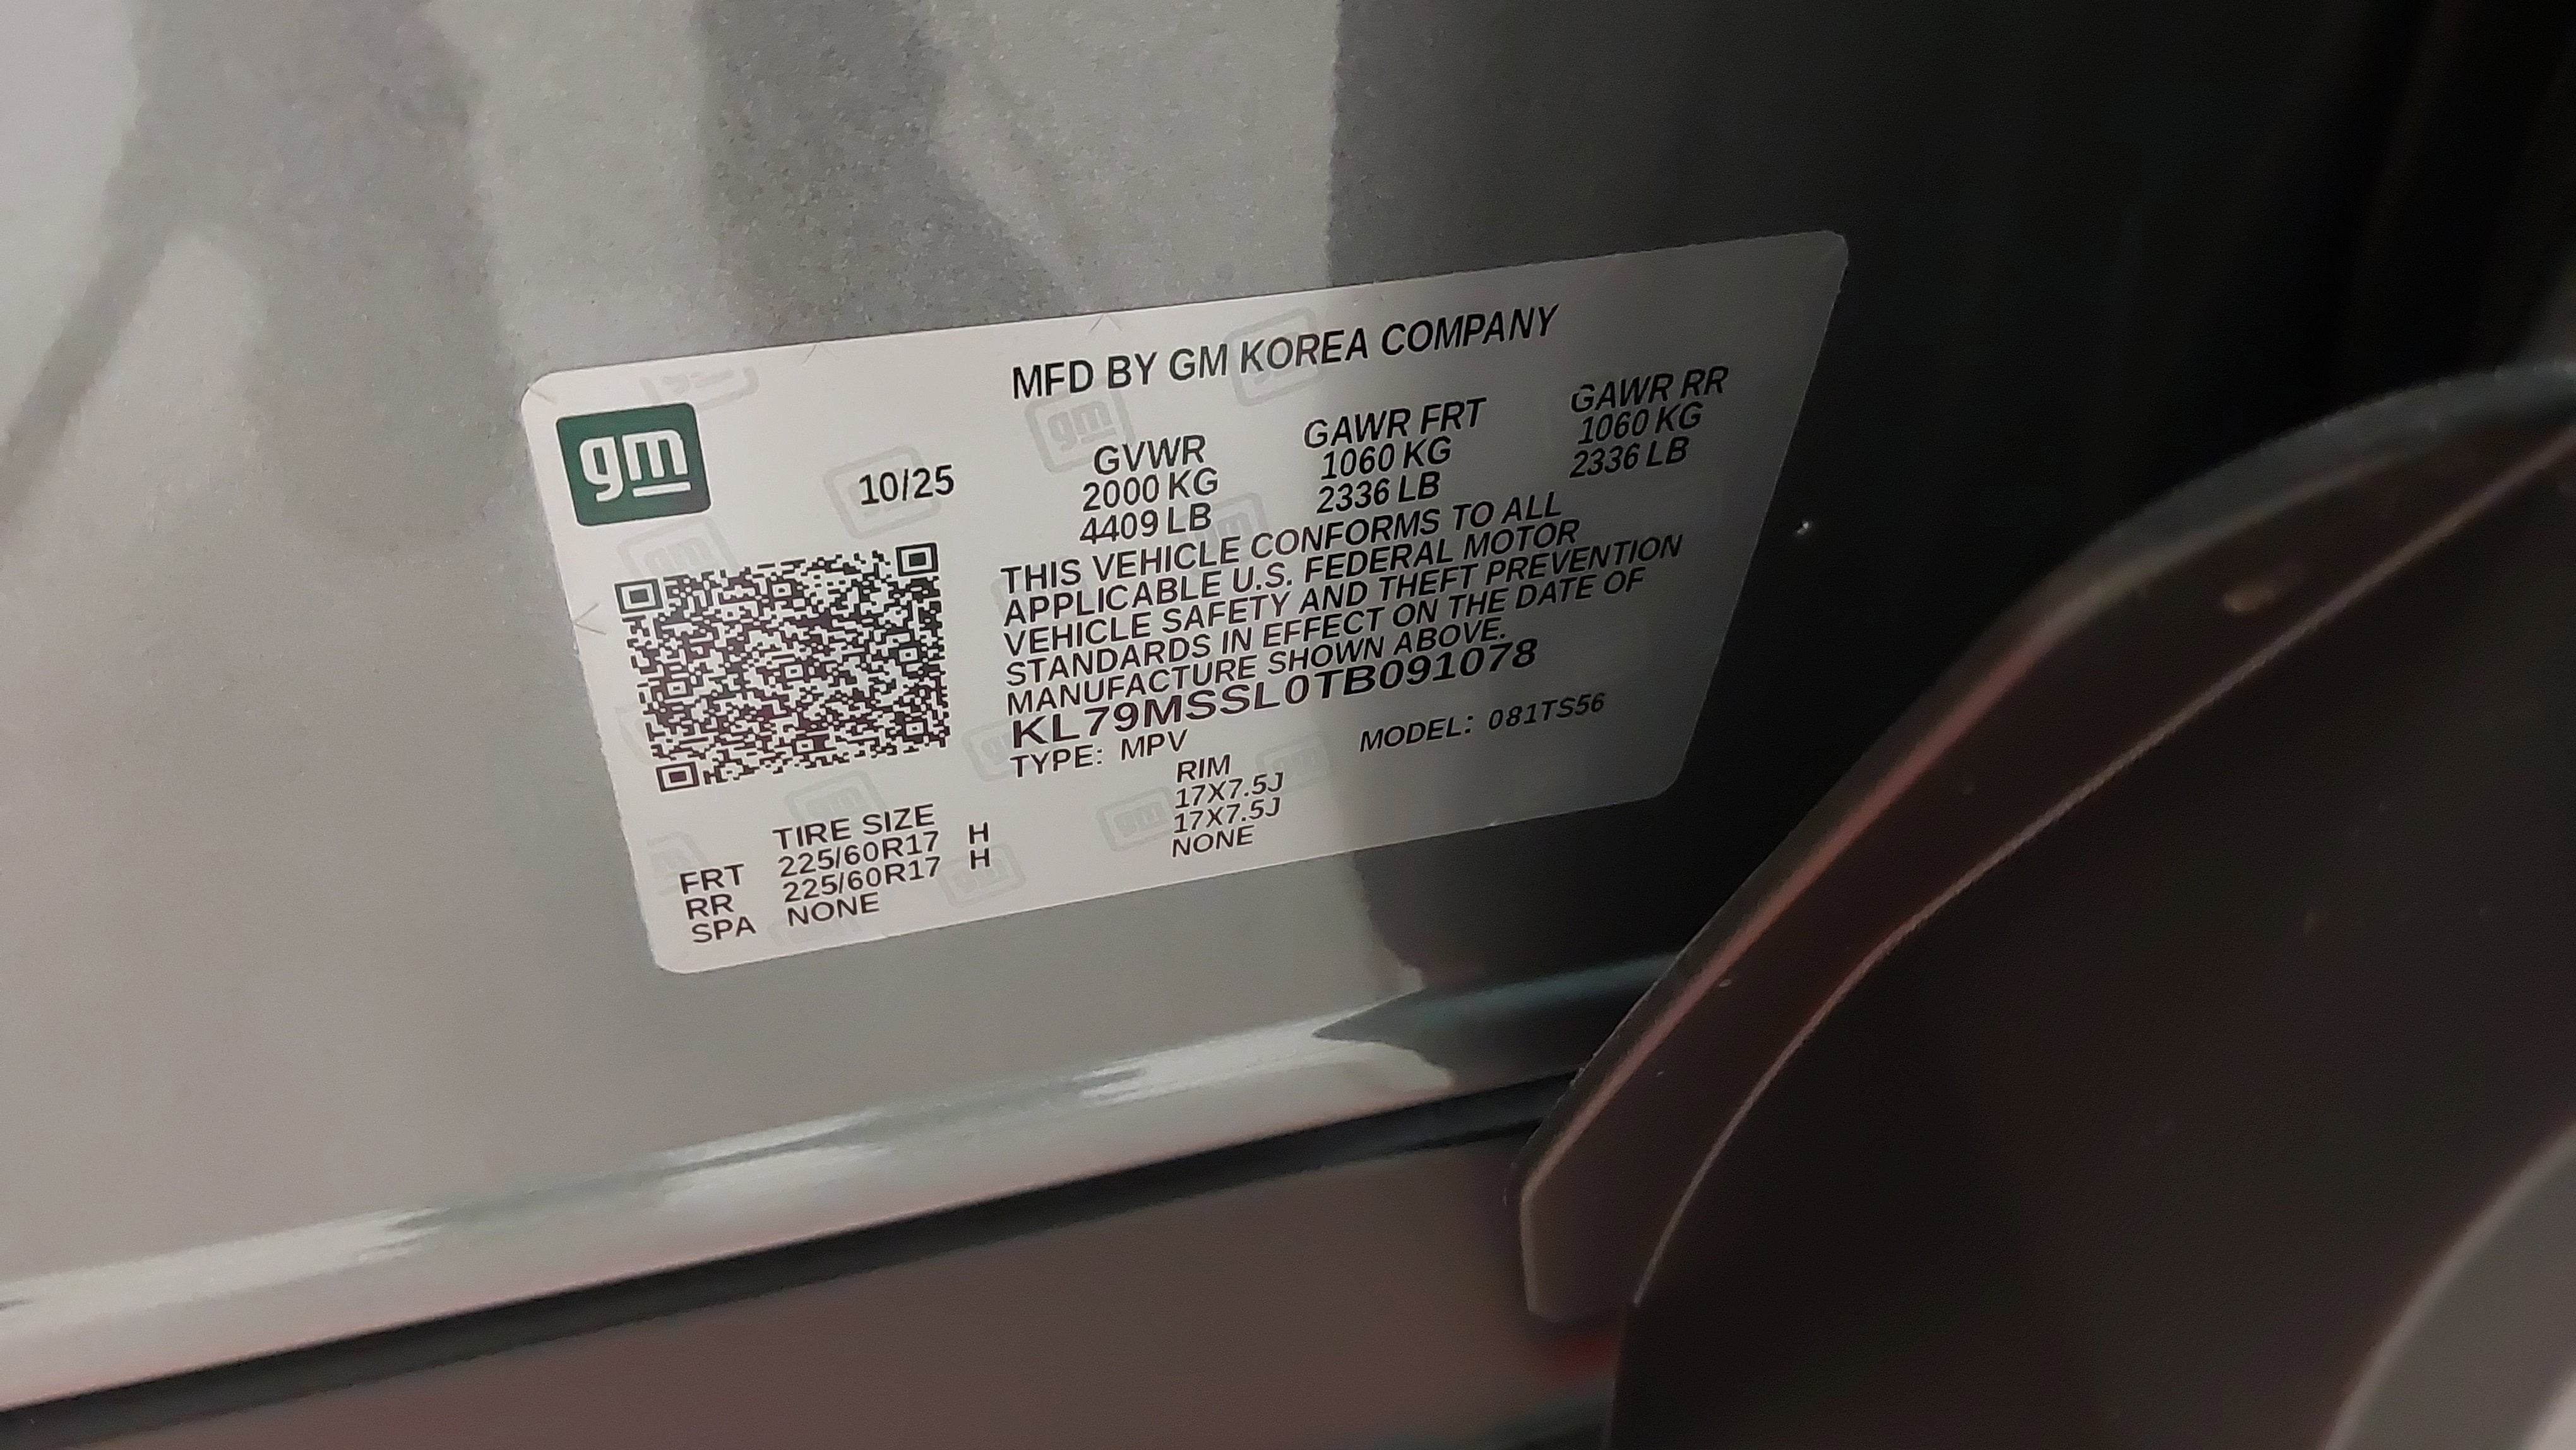 gm
MFD BY GM KOREA COMPANY
10/25
GVWR GAWR FRT GAWR RR
2000 KG 1060 KG 1060 KG
4409 LB 2336 LB 2336 LB
THIS VEHICLE CONFORMS TO ALL
APPLICABLE U.S. FEDERAL MOTOR
VEHICLE SAFETY AND THEFT PREVENTION
STANDARDS IN EFFECT ON THE DATE OF
MANUFACTURE SHOWN ABOVE.
KL79MSSL0TB091078
TYPE: MPV MODEL: 081TS56
TIRE SIZE RIM
FRT 225/60R17 H 17X7.5J
RR 225/60R17 H 17X7.5J
SPA NONE NONE